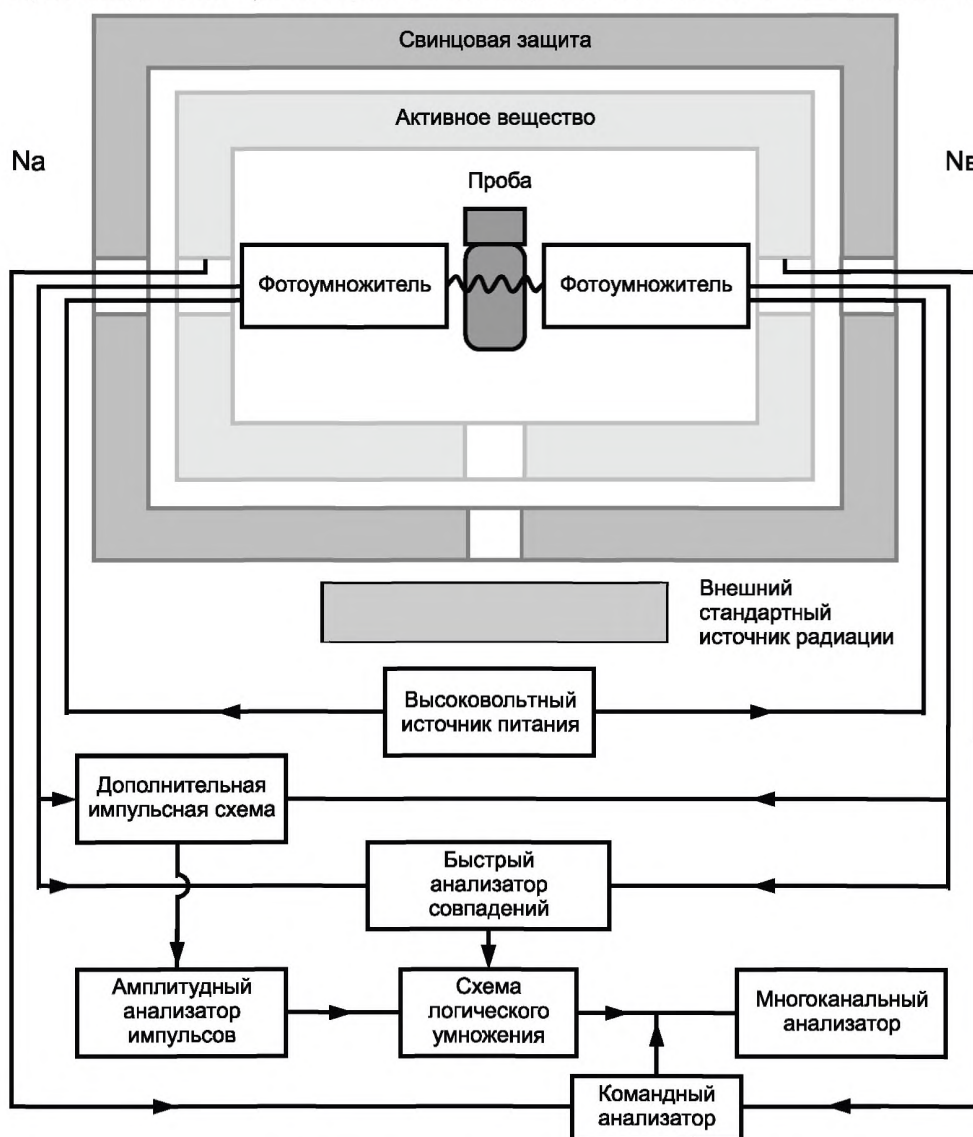 Свинцовая защита
Активное вещество
Na
Nв
Проба
Фотоумножитель
Фотоумножитель
Внешний
стандартный
источник радиации
Высоковольтный
источник питания
Дополнительная
импульсная схема
Быстрый
анализатор
совпадений
Амплитудный
анализатор
импульсов
Схема
логического
умножения
Многоканальный
анализатор
Командный
анализатор